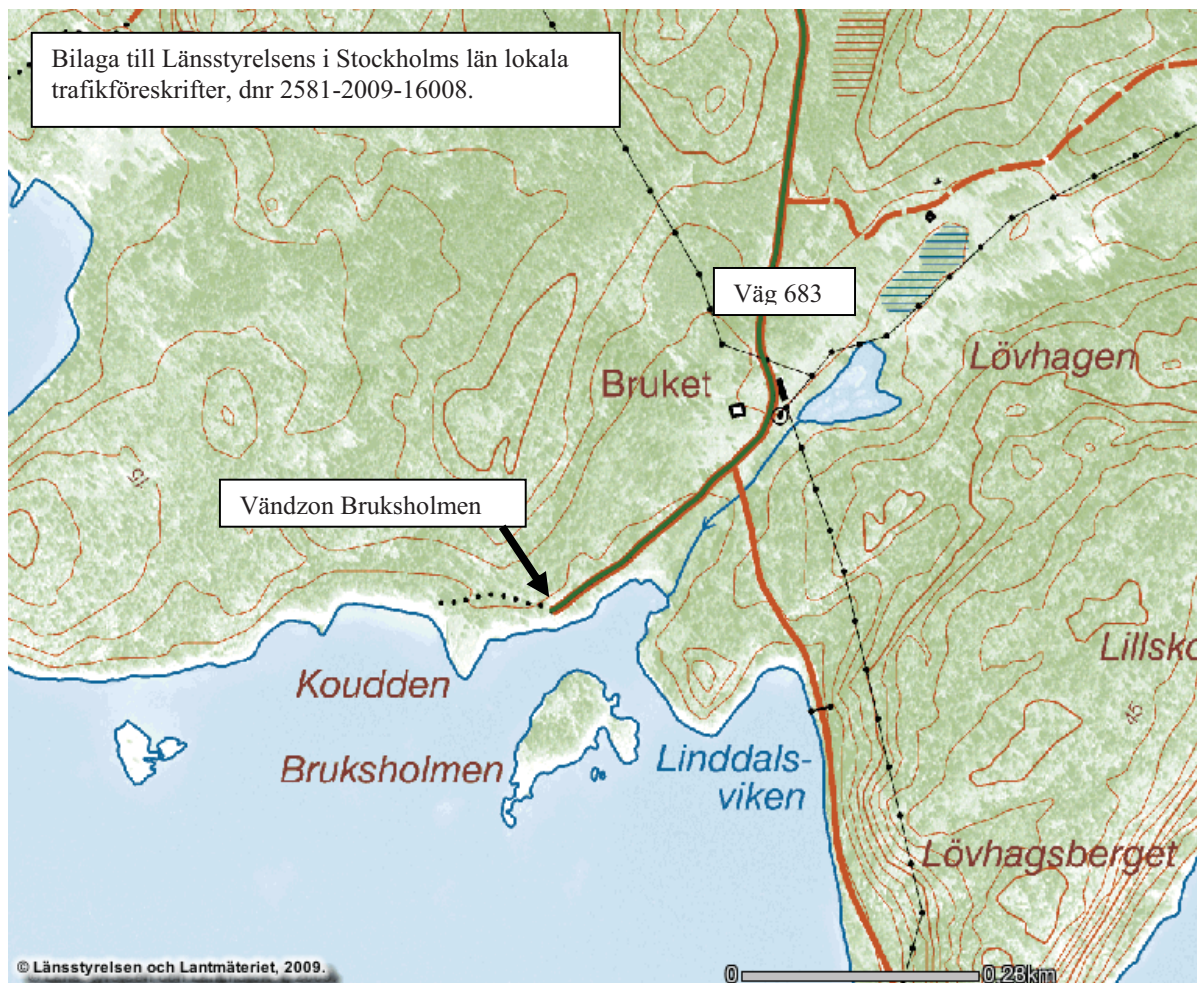 Bilaga till Länsstyrelsens i Stockholms län lokala
trafikföreskrifter, dnr 2581-2009-16008.
Väg 683
Lövhagen
Bruket
Vändzon Bruksholmen
Koudden
Bruksholmen
Linddals-
viken
Lillsko
Lövhagsberget
© Länsstyrelsen och Lantmäteriet, 2009.
0 0,28km